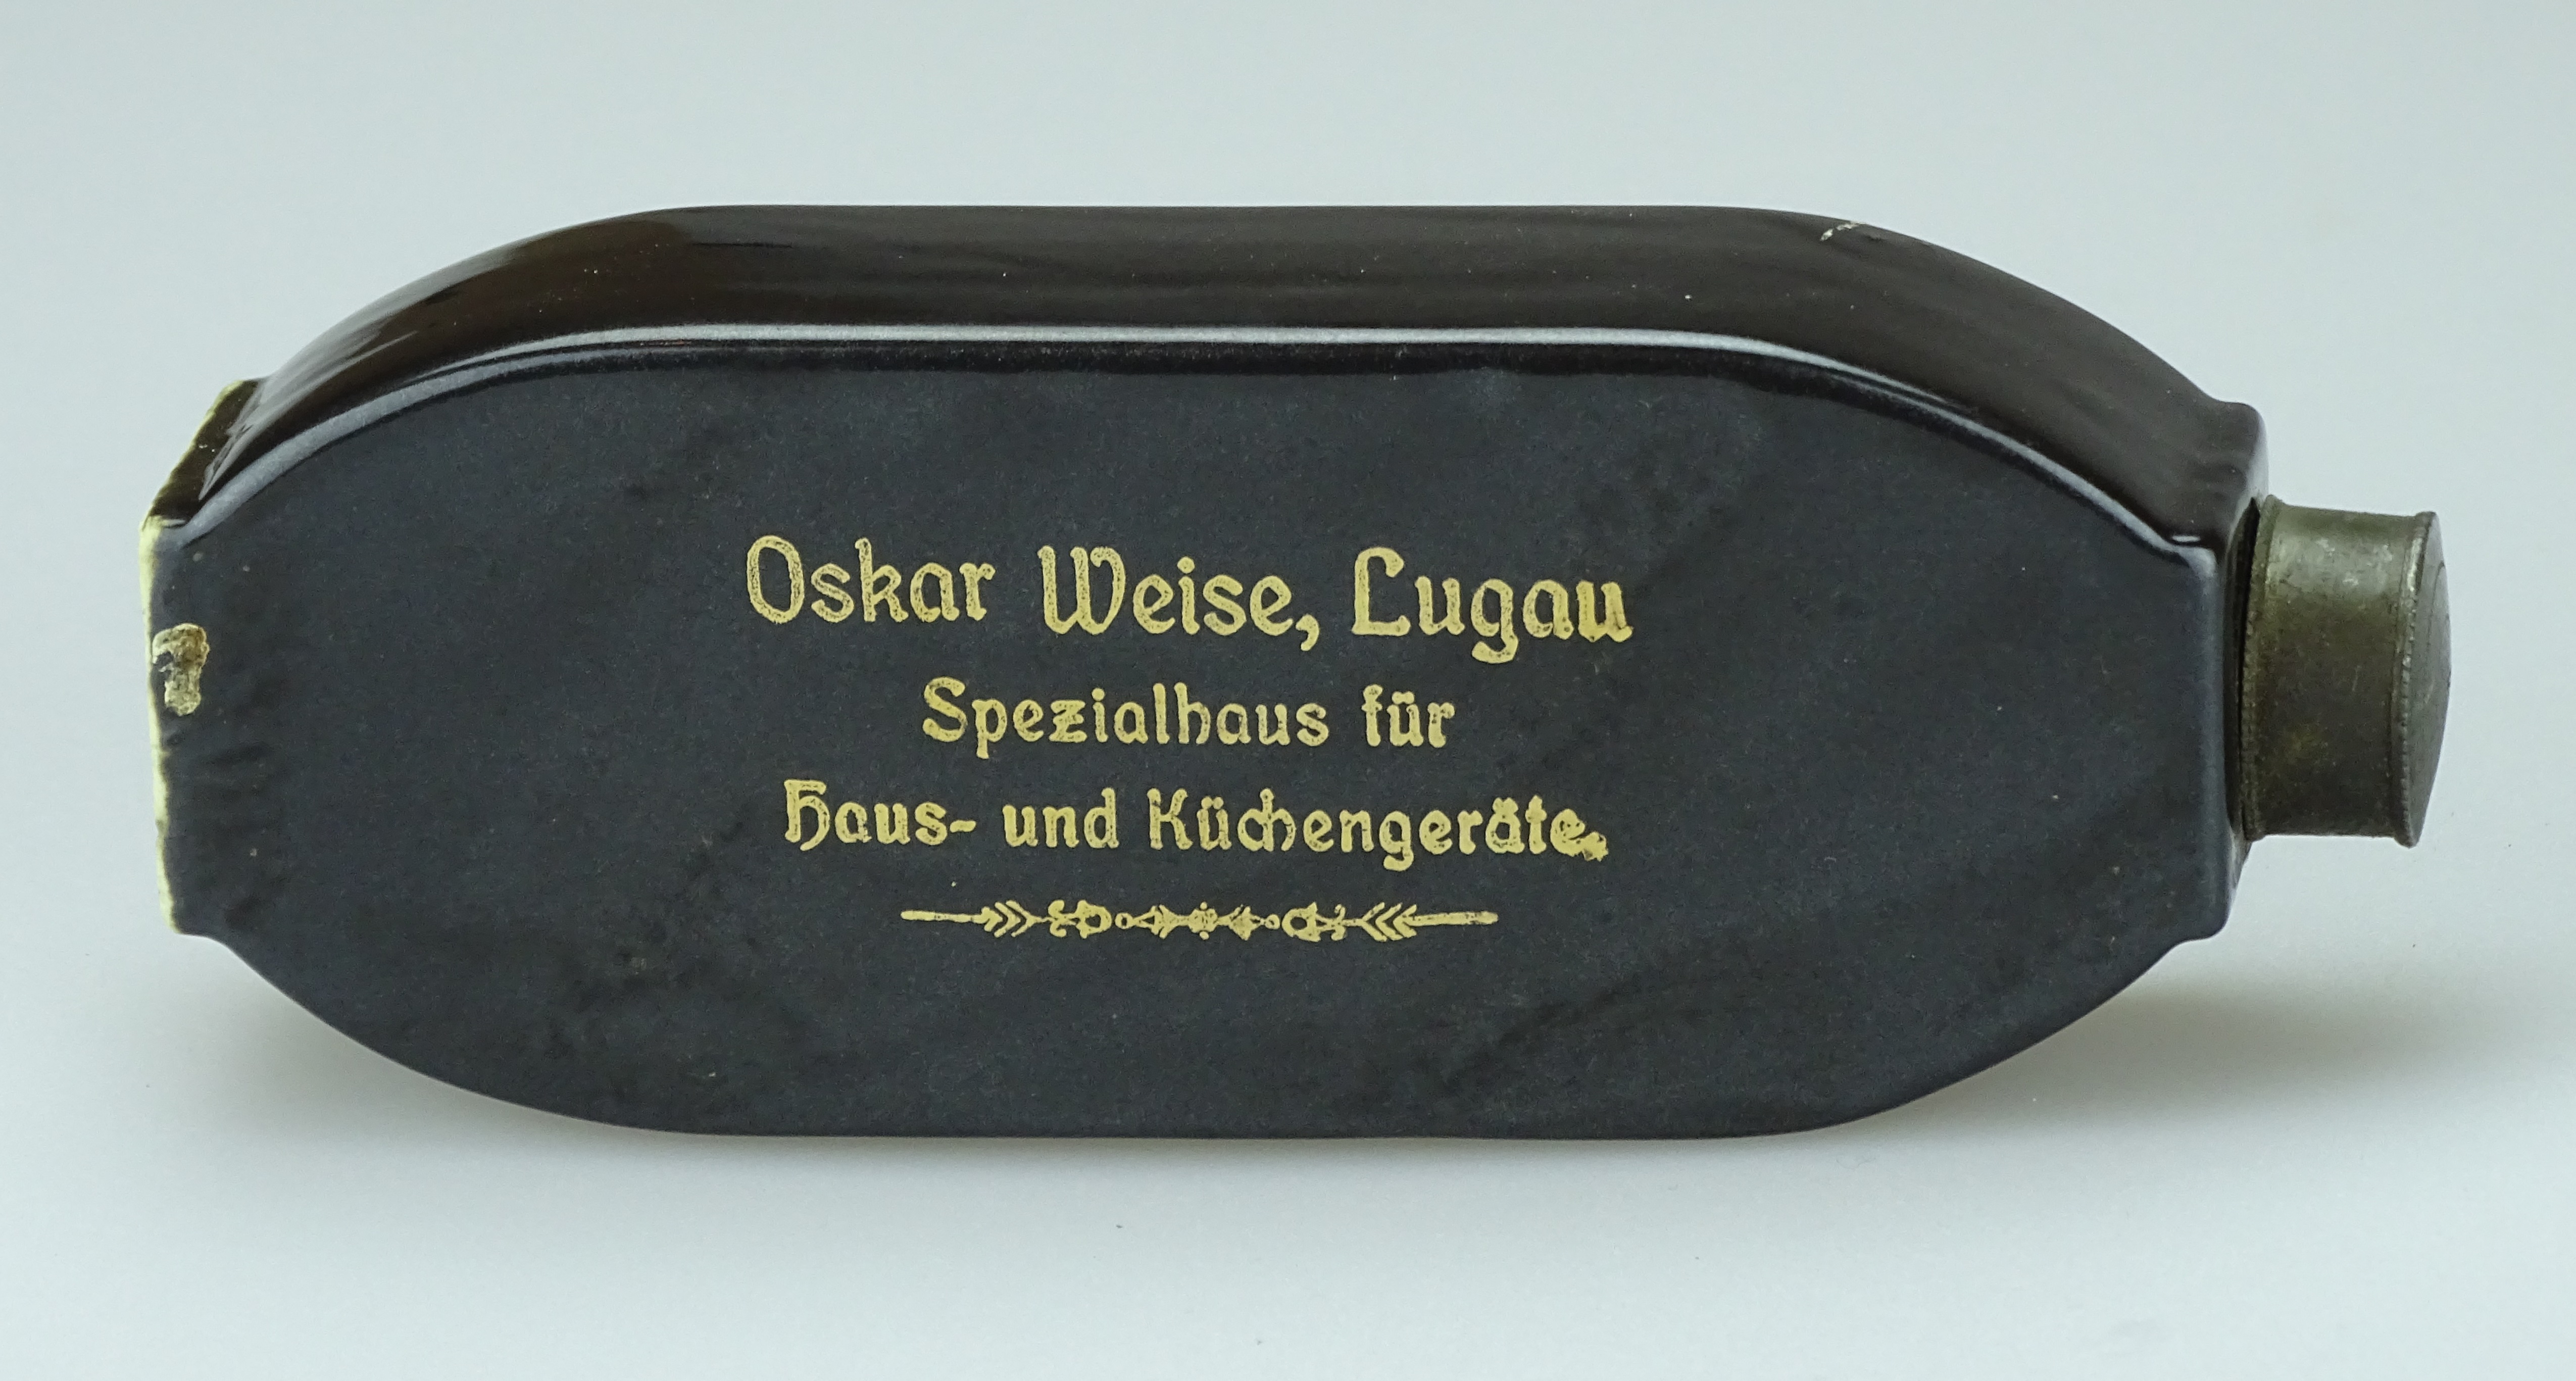 Oskar Weise, Lugau
Spezialhaus für
Haus- und Küchengeräte.